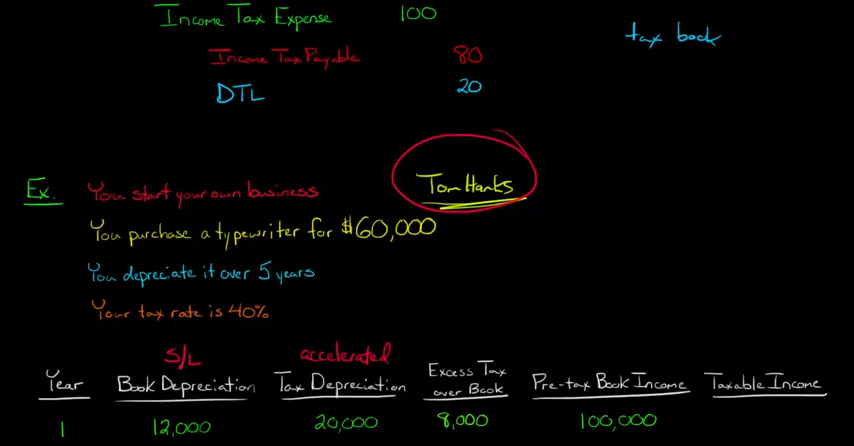 Income Tax Expense 100
tax book
Income Tax Payable 80
DTL 20
Tom Hanks
Ex. You start your own business
You purchase a typewriter for $60,000
You depreciate it over 5 years
Your tax rate is 40%
S/L accelerated
Year Book Depreciation Tax Depreciation Excess Tax over Book Pre-tax Book Income Taxable Income
1 12,000 20,000 8,000 100,000